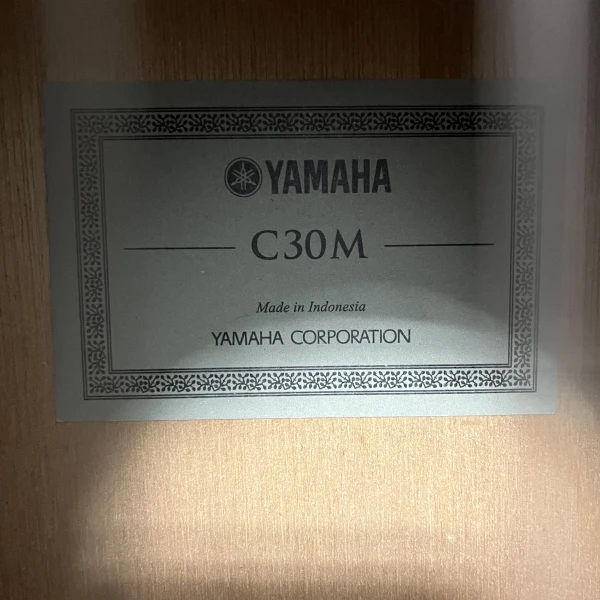 YAMAHA
C30M
Made in Indonesia
YAMAHA CORPORATION